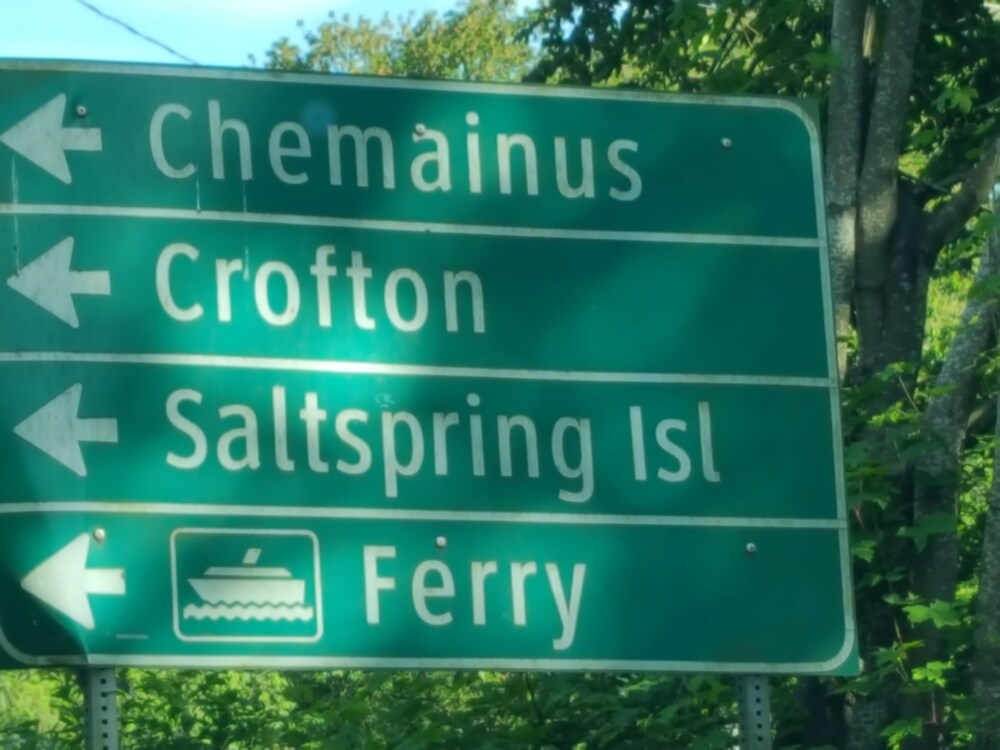 Chemainus
Crofton
Saltspring Isl
Ferry